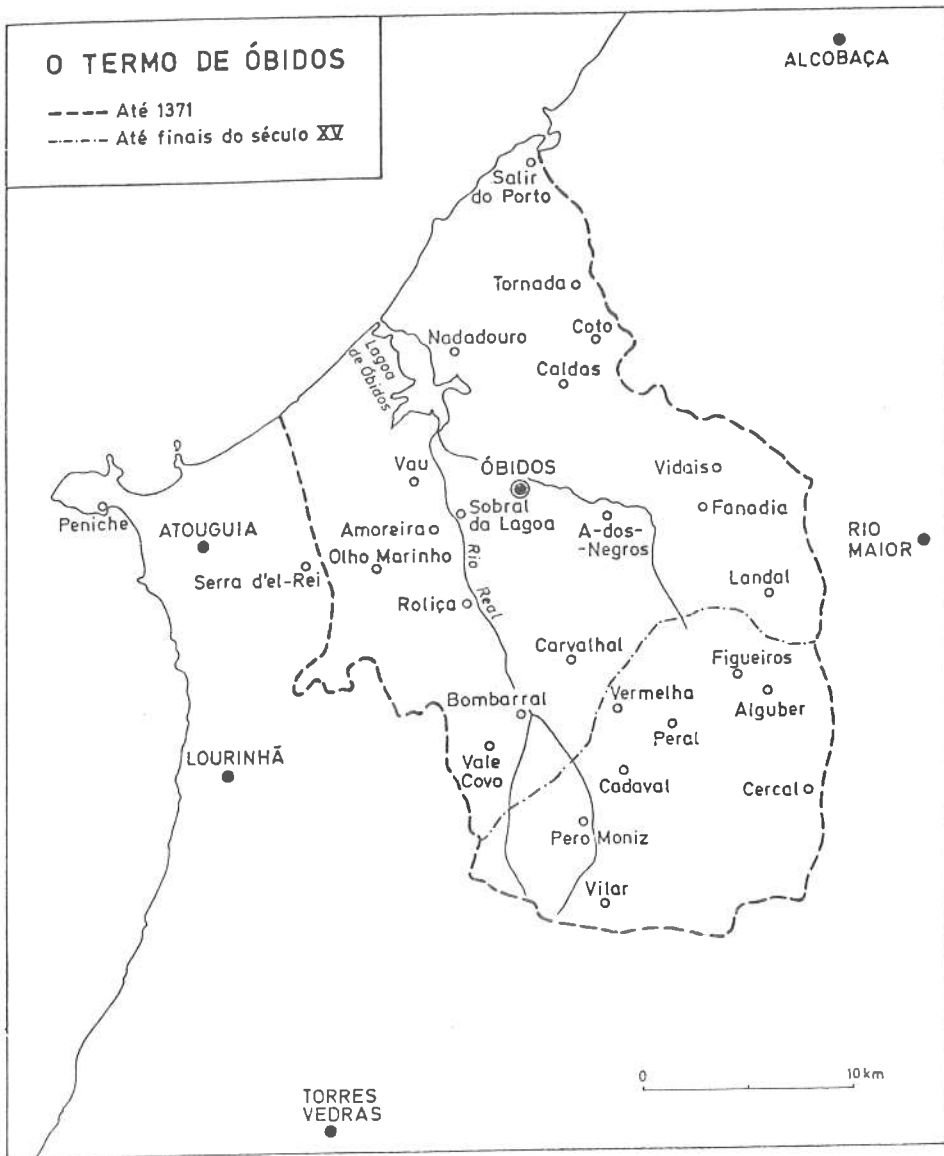 O TERMO DE ÓBIDOS
Até 1371
Até finais do século XV
ALCOBAÇA
Salir
do Porto
Tornada
Coto
Nadadouro
Caldas
Lagoa
de Óbidos
Vau
ÓBIDOS
Vidais
Fanadia
Peniche
Sobral
da Lagoa
A-dos-
-Negros
ATOUGUIA
Amoreira
Olho Marinho
RIO
MAIOR
Serra d'el-Rei
Rio Real
Roliça
Landal
Carvalhal
Figueiros
Bombarral
Vermelha
Alguber
Peral
LOURINHÃ
Vale
Covo
Cadaval
Cercal
Pero Moniz
Vilar
0 10 km
TORRES
VEDRAS